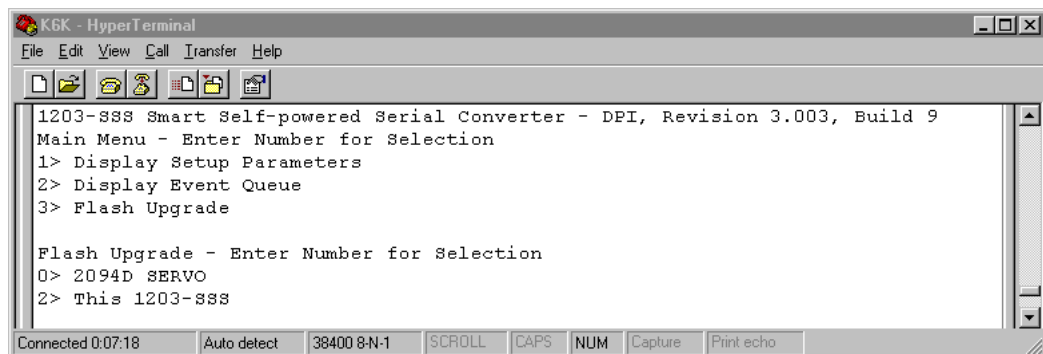 K6K - HyperTerminal
File Edit View Call Transfer Help
1203-SSS Smart Self-powered Serial Converter - DPI, Revision 3.003, Build 9
Main Menu - Enter Number for Selection
1> Display Setup Parameters
2> Display Event Queue
3> Flash Upgrade
Flash Upgrade - Enter Number for Selection
0> 2094D SERVO
2> This 1203-SSS
Connected 0:07:18 Auto detect 38400 8-N-1 SCROLL CAPS NUM Capture Print echo